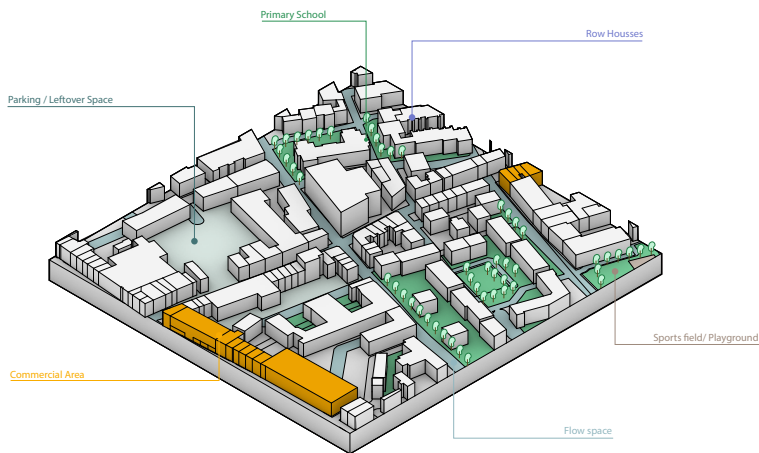 Primary School
Row Housses
Parking / Leftover Space
Sports field/ Playground
Commercial Area
Flow space